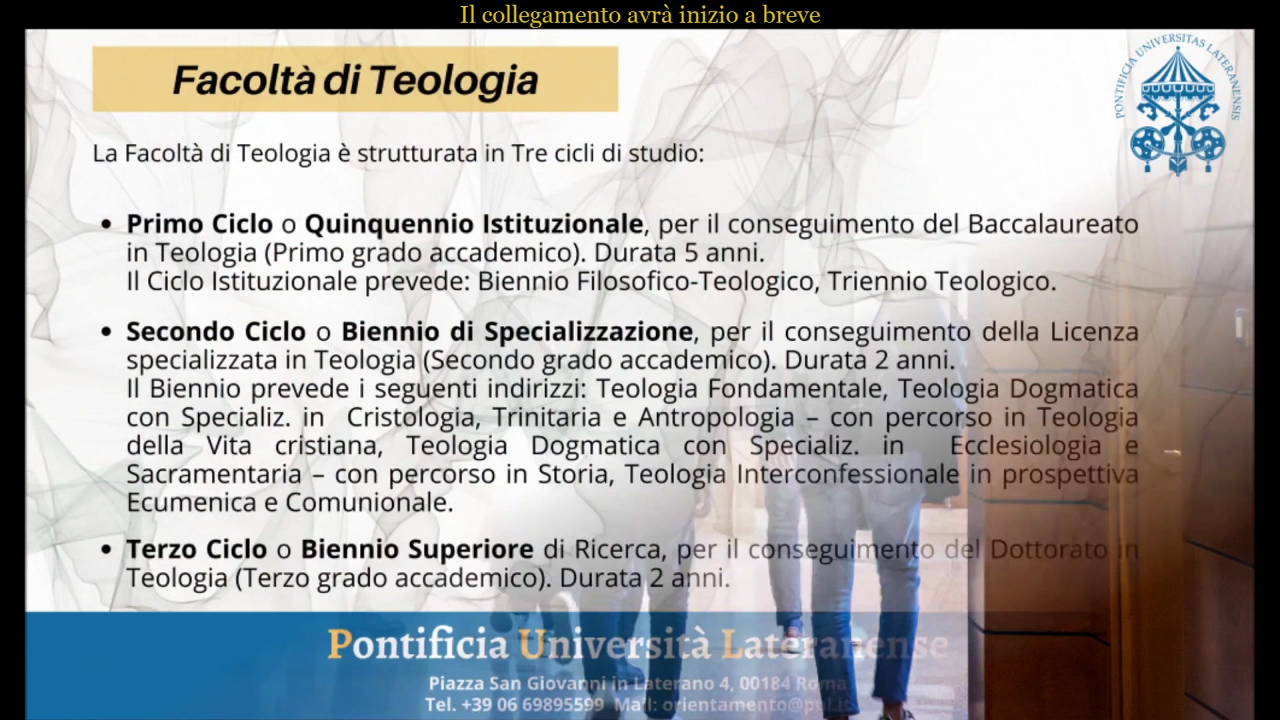 Il collegamento avrà inizio a breve
PONTIFICIA UNIVERSITAS LATERANENSIS
Facoltà di Teologia
La Facoltà di Teologia è strutturata in Tre cicli di studio:
• Primo Ciclo o Quinquennio Istituzionale, per il conseguimento del Baccalaureato
in Teologia (Primo grado accademico). Durata 5 anni.
Il Ciclo Istituzionale prevede: Biennio Filosofico-Teologico, Triennio Teologico.
• Secondo Ciclo o Biennio di Specializzazione, per il conseguimento della Licenza
specializzata in Teologia (Secondo grado accademico). Durata 2 anni.
Il Biennio prevede i seguenti indirizzi: Teologia Fondamentale, Teologia Dogmatica
con Specializ. in Cristologia, Trinitaria e Antropologia – con percorso in Teologia
della Vita cristiana, Teologia Dogmatica con Specializ. in Ecclesiologia e
Sacramentaria – con percorso in Storia, Teologia Interconfessionale in prospettiva
Ecumenica e Comunionale.
• Terzo Ciclo o Biennio Superiore di Ricerca, per il conseguimento del Dottorato in
Teologia (Terzo grado accademico). Durata 2 anni.
Pontificia Università Lateranense
Piazza San Giovanni in Laterano 4, 00184 Roma
Tel. +39 06 69895599 Mail: orientamento@pul.it